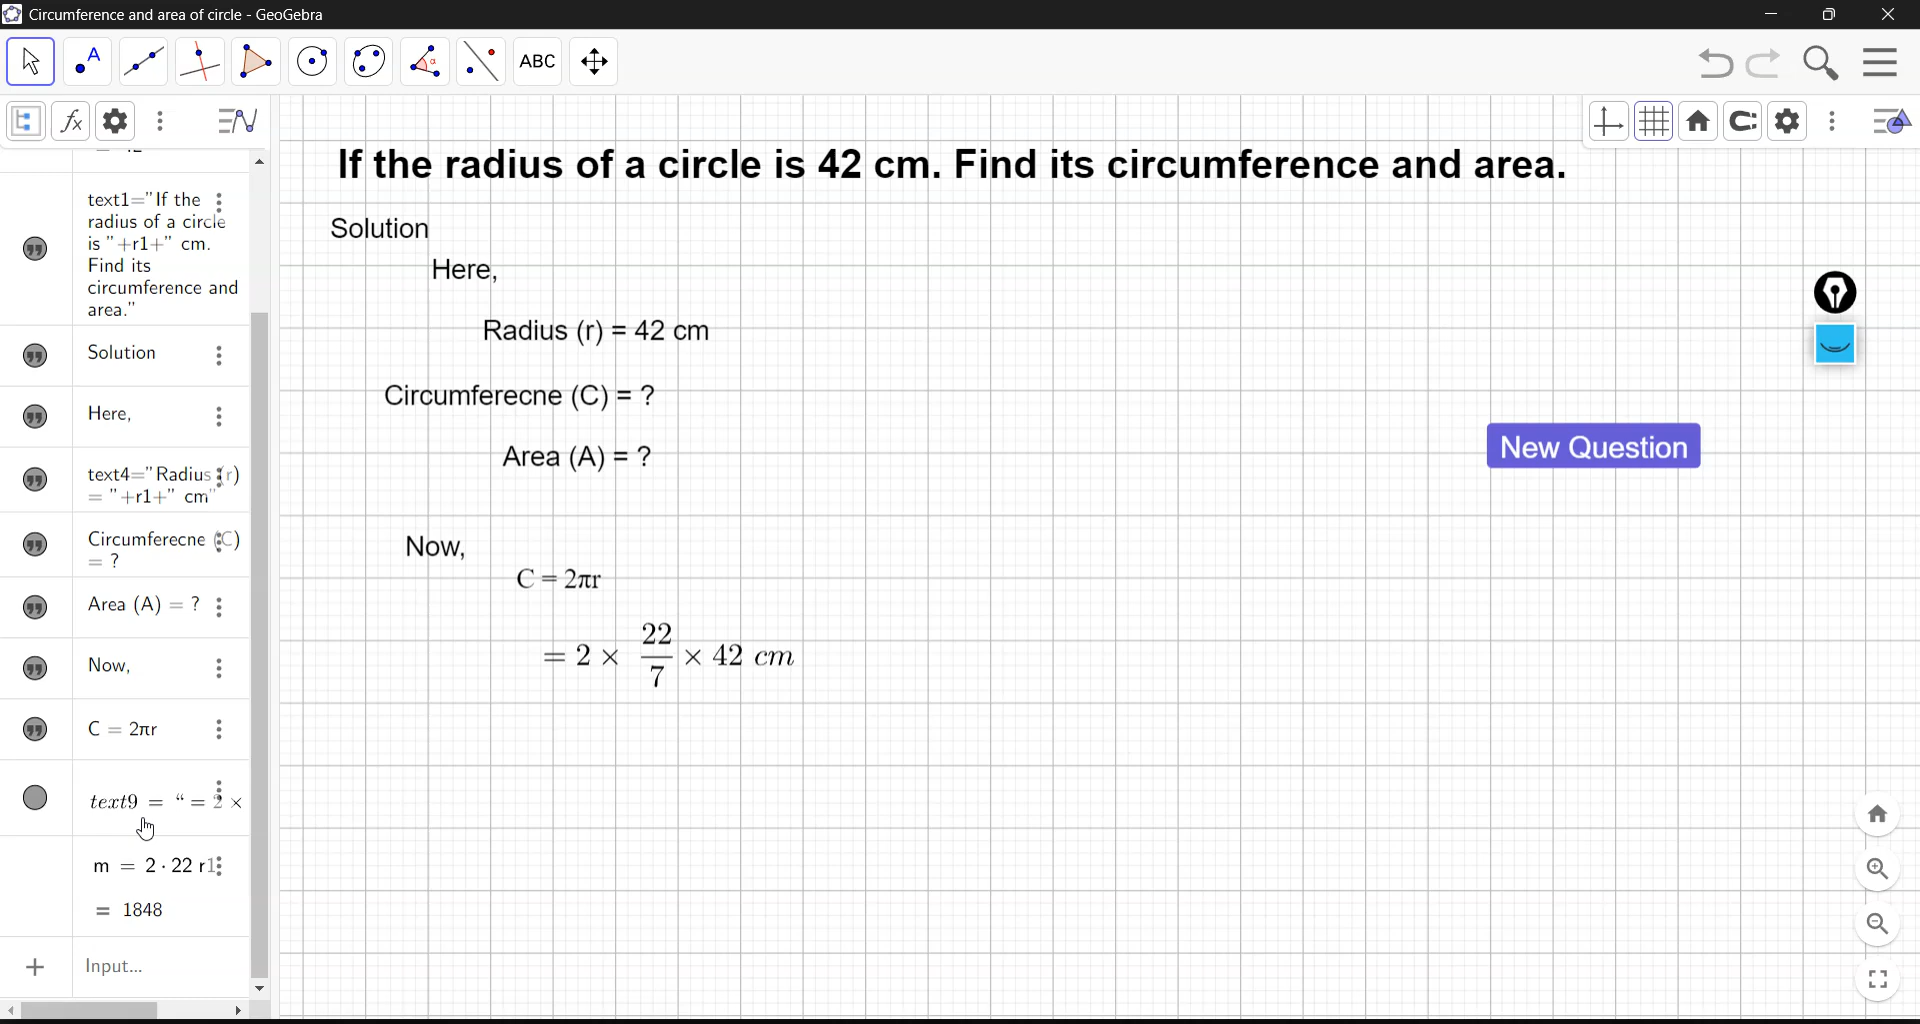 Circumference and area of circle - GeoGebra
ABC
fx
text1="If the
radius of a circle
is "+r1+" cm.
Find its
circumference and
area."
Solution
Here,
text4="Radius (r)
= "+r1+" cm"
Circumferecne (C)
= ?
Area (A) = ?
Now,
C = 2πr
text9 = “ = 2 ×
m = 2 · 22 r1
= 1848
Input...
If the radius of a circle is 42 cm. Find its circumference and area.
Solution
Here,
Radius (r) = 42 cm
Circumferecne (C) = ?
Area (A) = ?
New Question
Now,
C = 2πr
= 2 × 22/7 × 42 cm